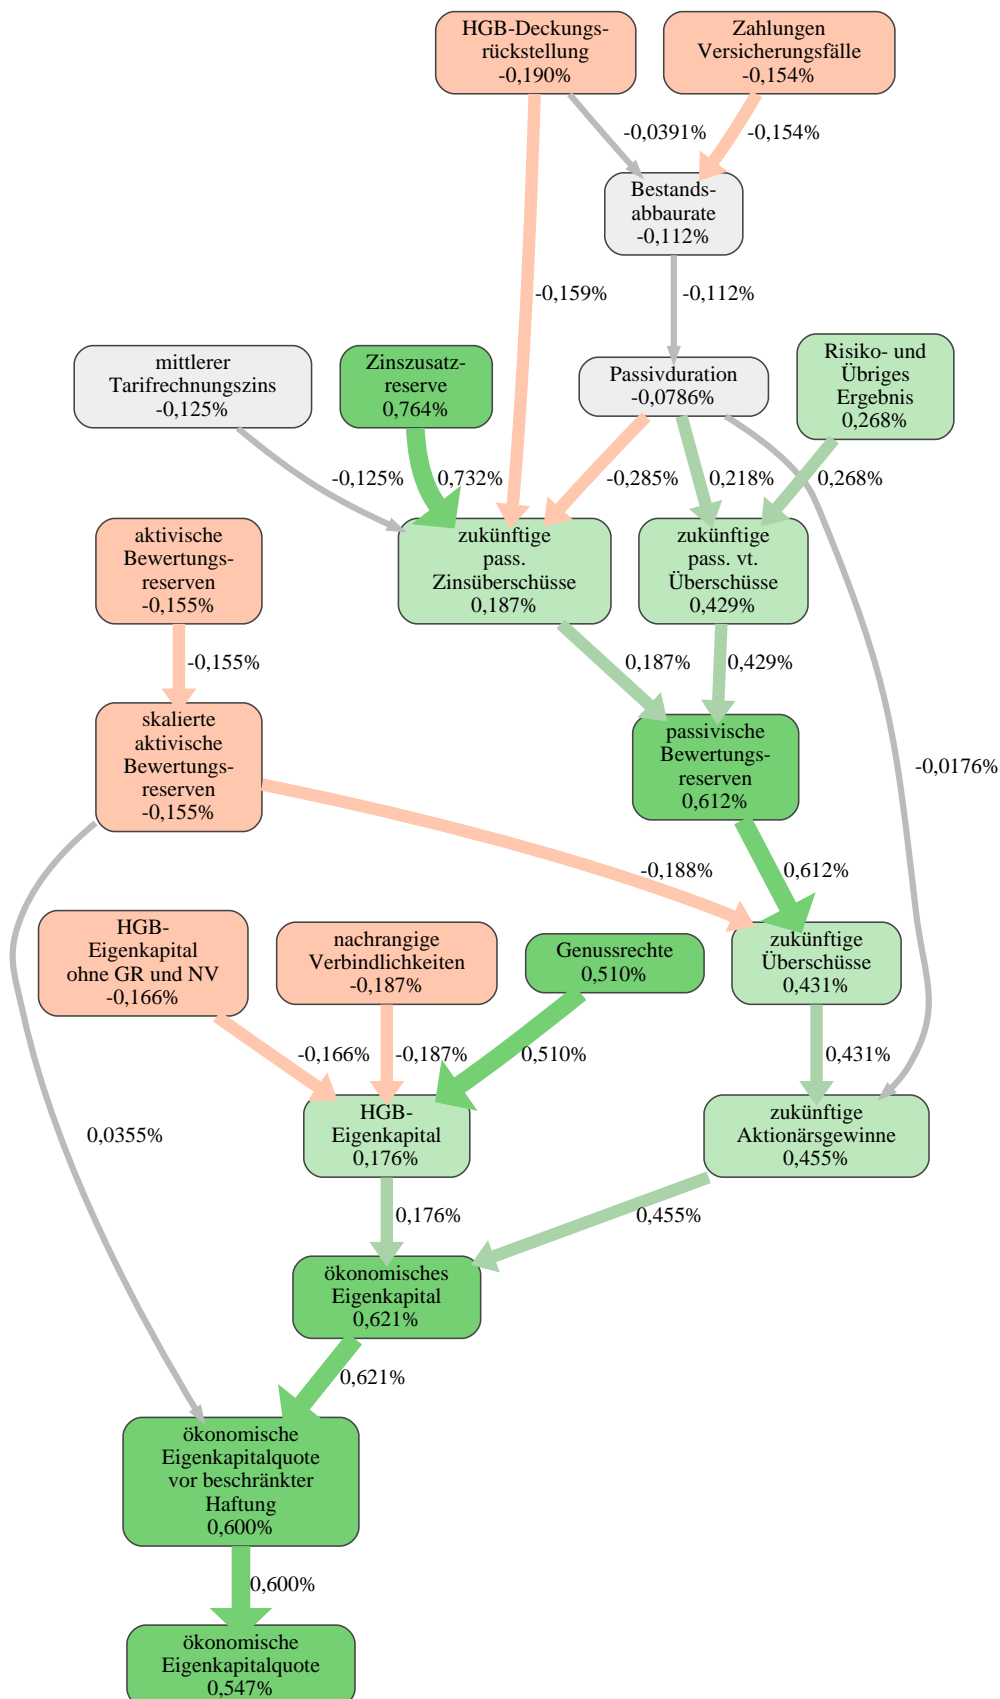 HGB-Deckungs-
rückstellung
-0,190%
Zahlungen
Versicherungsfälle
-0,154%
-0,0391%
-0,154%
Bestands-
abbaurate
-0,112%
-0,159%
-0,112%
mittlerer
Tarifrechnungszins
-0,125%
Zinszusatz-
reserve
0,764%
Passivduration
-0,0786%
Risiko- und
Übriges
Ergebnis
0,268%
-0,125%
0,732%
-0,285%
0,218%
0,268%
aktivische
Bewertungs-
reserven
-0,155%
zukünftige
pass.
Zinsüberschüsse
0,187%
zukünftige
pass. vt.
Überschüsse
0,429%
-0,155%
0,187%
0,429%
skalierte
aktivische
Bewertungs-
reserven
-0,155%
passivische
Bewertungs-
reserven
0,612%
-0,0176%
-0,188%
0,612%
HGB-
Eigenkapital
ohne GR und NV
-0,166%
nachrangige
Verbindlichkeiten
-0,187%
Genussrechte
0,510%
zukünftige
Überschüsse
0,431%
-0,166%
-0,187%
0,510%
0,431%
0,0355%
HGB-
Eigenkapital
0,176%
zukünftige
Aktionärsgewinne
0,455%
0,176%
0,455%
ökonomisches
Eigenkapital
0,621%
0,621%
ökonomische
Eigenkapitalquote
vor beschränkter
Haftung
0,600%
0,600%
ökonomische
Eigenkapitalquote
0,547%